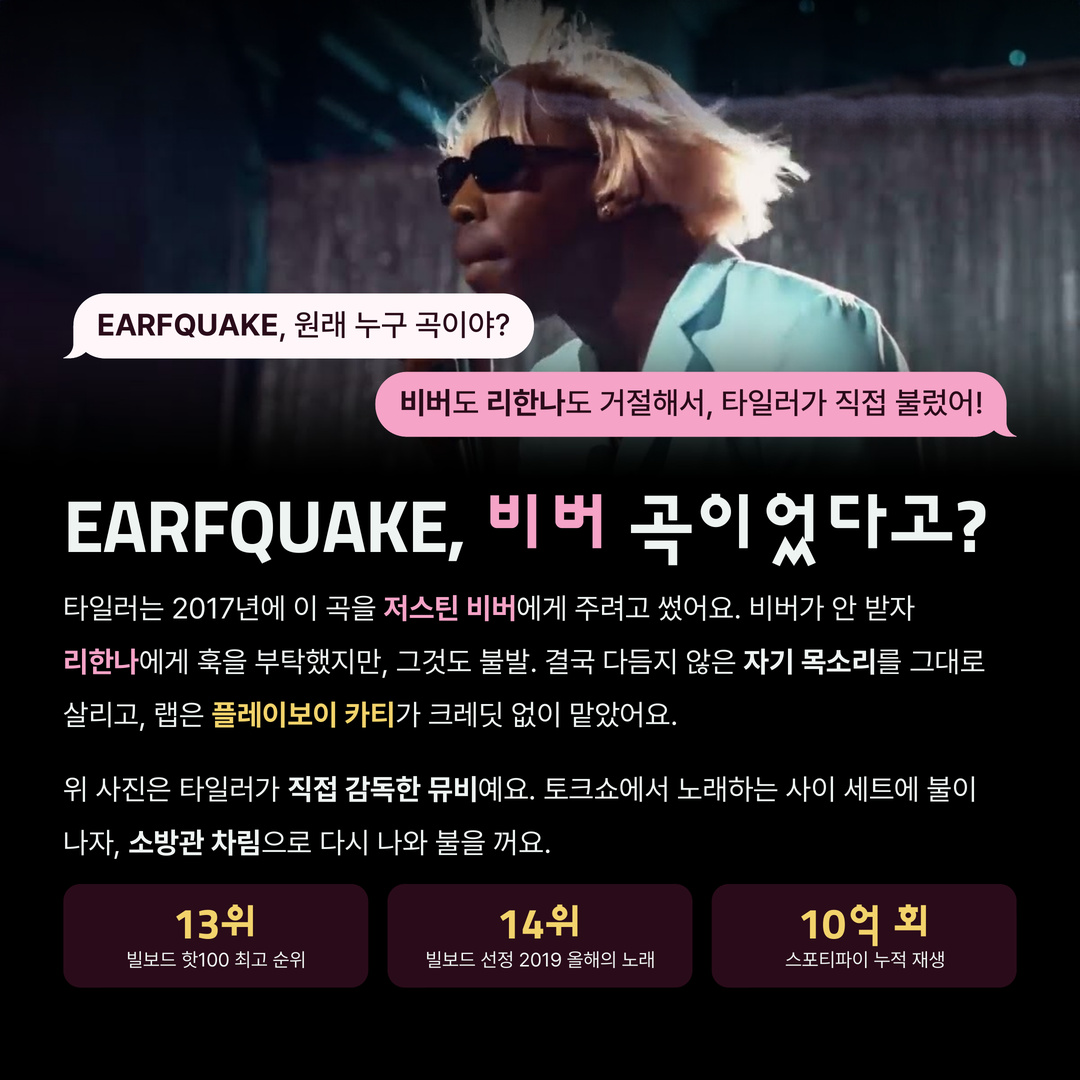 EARFQUAKE, 원래 누구 곡이야?
비버도 리한나도 거절해서, 타일러가 직접 불렀어!
EARFQUAKE, 비버 곡이었다고?
타일러는 2017년에 이 곡을 저스틴 비버에게 주려고 썼어요. 비버가 안 받자
리한나에게 훅을 부탁했지만, 그것도 불발. 결국 다듬지 않은 자기 목소리를 그대로
살리고, 랩은 플레이보이 카티가 크레딧 없이 맡았어요.
위 사진은 타일러가 직접 감독한 뮤비예요. 토크쇼에서 노래하는 사이 세트에 불이
나자, 소방관 차림으로 다시 나와 불을 꺼요.
13위
빌보드 핫100 최고 순위
14위
빌보드 선정 2019 올해의 노래
10억 회
스포티파이 누적 재생